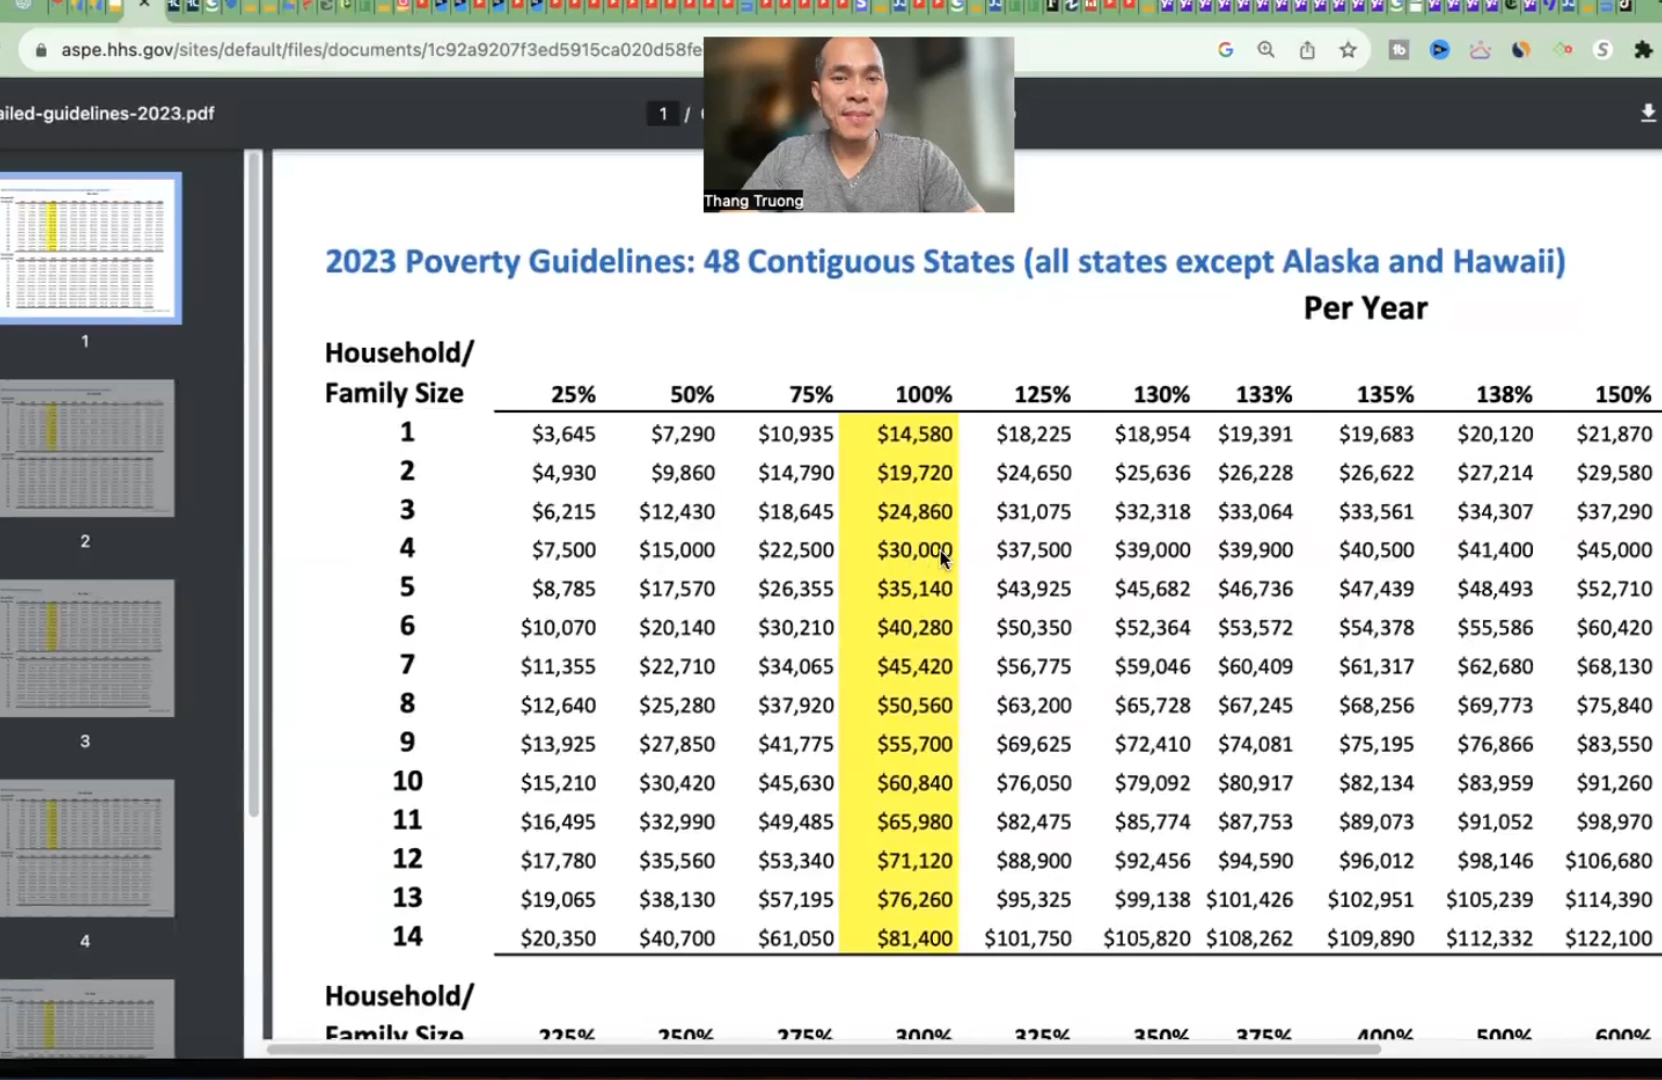 aspe.hhs.gov/sites/default/files/documents/1c92a9207f3ed5915ca020d58fe
ailed-guidelines-2023.pdf
1 /
Thang Truong
2023 Poverty Guidelines: 48 Contiguous States (all states except Alaska and Hawaii)
Per Year
Household/
Family Size 25% 50% 75% 100% 125% 130% 133% 135% 138% 150%
1 $3,645 $7,290 $10,935 $14,580 $18,225 $18,954 $19,391 $19,683 $20,120 $21,870
2 $4,930 $9,860 $14,790 $19,720 $24,650 $25,636 $26,228 $26,622 $27,214 $29,580
3 $6,215 $12,430 $18,645 $24,860 $31,075 $32,318 $33,064 $33,561 $34,307 $37,290
4 $7,500 $15,000 $22,500 $30,000 $37,500 $39,000 $39,900 $40,500 $41,400 $45,000
5 $8,785 $17,570 $26,355 $35,140 $43,925 $45,682 $46,736 $47,439 $48,493 $52,710
6 $10,070 $20,140 $30,210 $40,280 $50,350 $52,364 $53,572 $54,378 $55,586 $60,420
7 $11,355 $22,710 $34,065 $45,420 $56,775 $59,046 $60,409 $61,317 $62,680 $68,130
8 $12,640 $25,280 $37,920 $50,560 $63,200 $65,728 $67,245 $68,256 $69,773 $75,840
9 $13,925 $27,850 $41,775 $55,700 $69,625 $72,410 $74,081 $75,195 $76,866 $83,550
10 $15,210 $30,420 $45,630 $60,840 $76,050 $79,092 $80,917 $82,134 $83,959 $91,260
11 $16,495 $32,990 $49,485 $65,980 $82,475 $85,774 $87,753 $89,073 $91,052 $98,970
12 $17,780 $35,560 $53,340 $71,120 $88,900 $92,456 $94,590 $96,012 $98,146 $106,680
13 $19,065 $38,130 $57,195 $76,260 $95,325 $99,138 $101,426 $102,951 $105,239 $114,390
14 $20,350 $40,700 $61,050 $81,400 $101,750 $105,820 $108,262 $109,890 $112,332 $122,100
Household/
Family Size 225% 250% 275% 300% 325% 350% 375% 400% 500% 600%
1
2
3
4